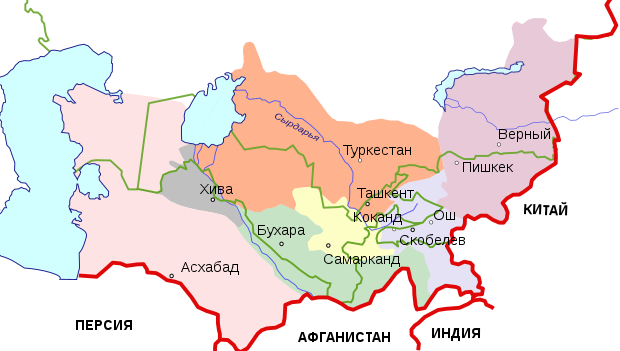 Сырдарья
Верный
Туркестан
Пишкек
Хива
Ташкент
Коканд
Ош
КИТАЙ
Бухара
Скобелев
Самарканд
Асхабад
ПЕРСИЯ
АФГАНИСТАН
ИНДИЯ